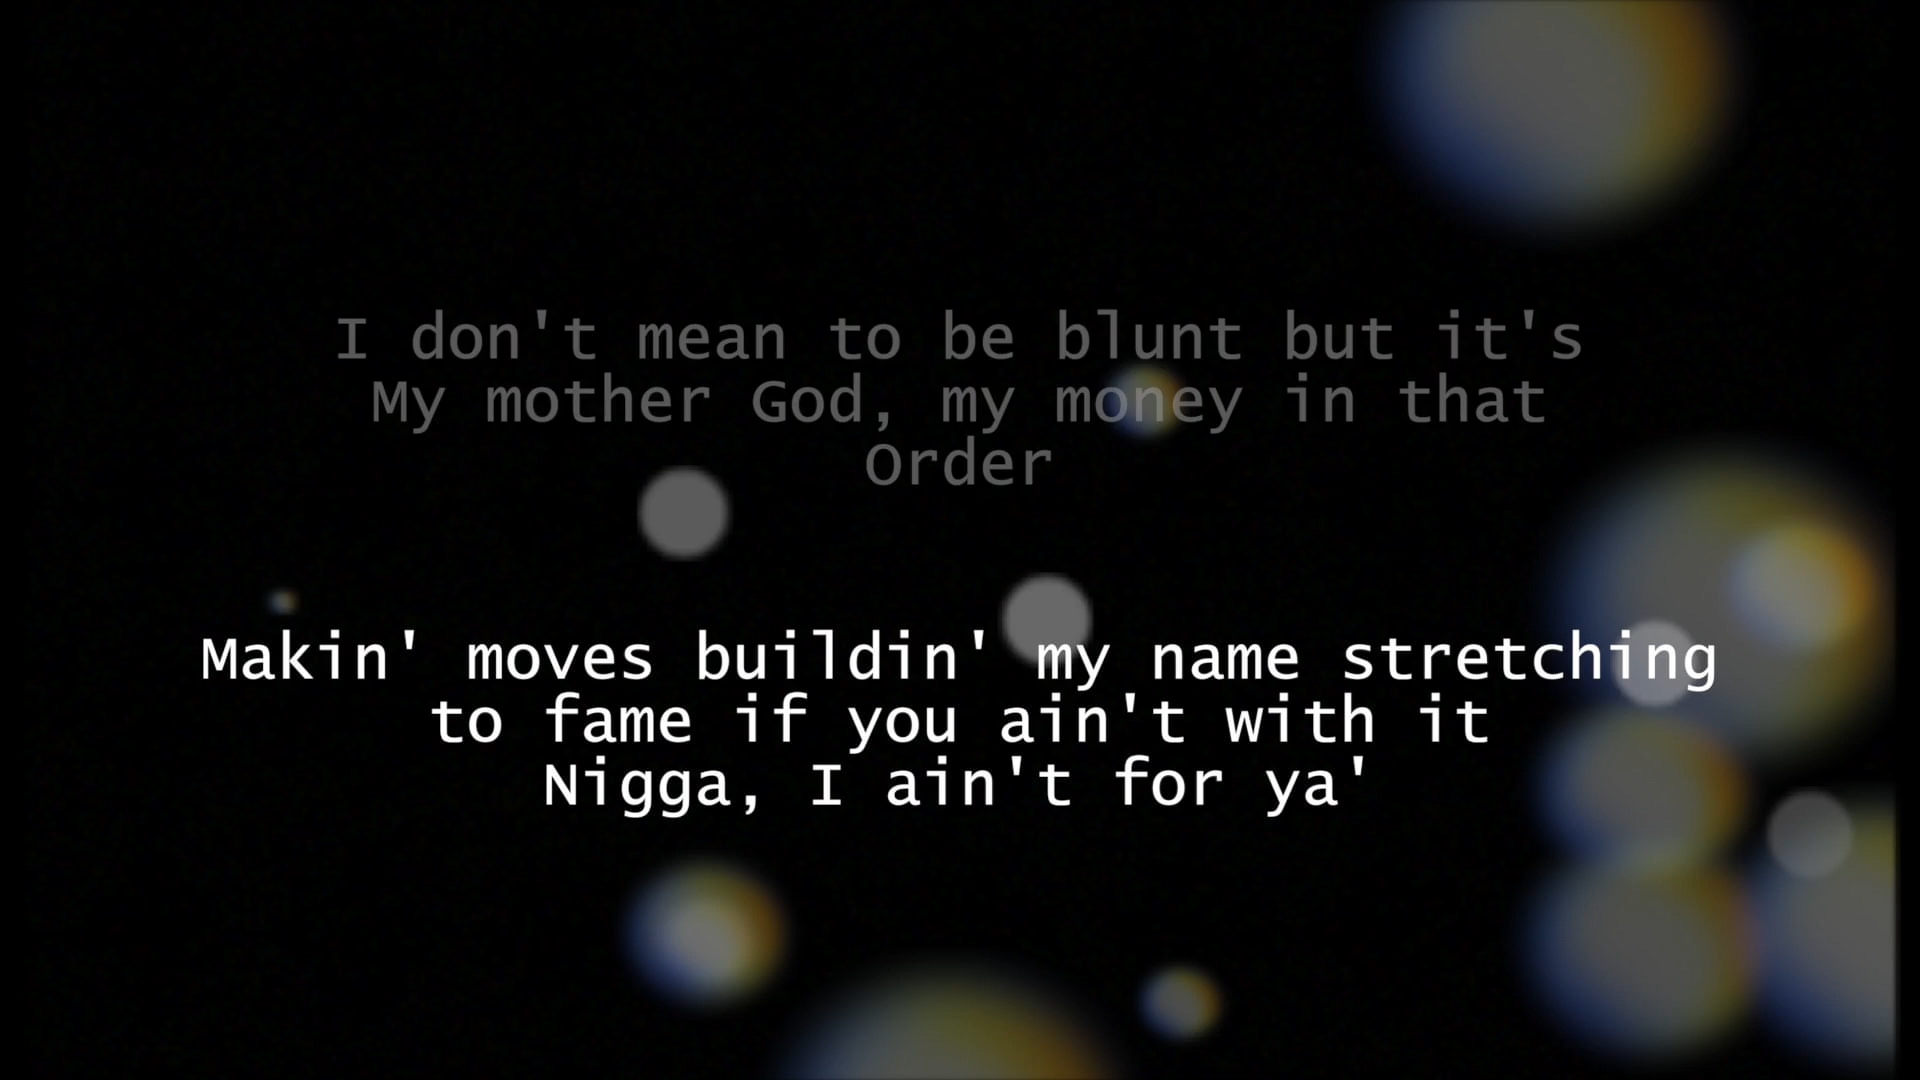 I don't mean to be blunt but it's
My mother God, my money in that
Order
Makin' moves buildin' my name stretching
to fame if you ain't with it
Nigga, I ain't for ya'